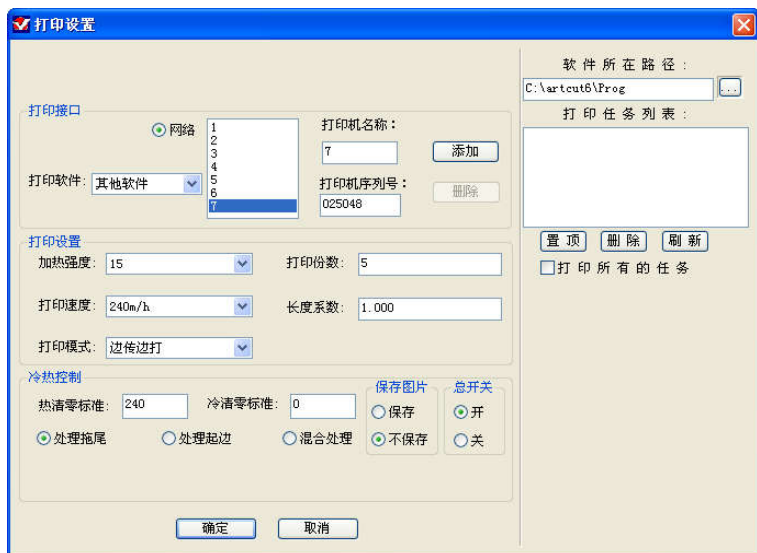 打印设置
打印接口
网络
1
2
3
4
5
6
7
打印机名称：
7
添加
打印软件: 其他软件
打印机序列号：
025048
删除
打印设置
加热强度: 15
打印份数: 5
打印速度: 240m/h
长度系数: 1.000
打印模式: 边传边打
冷热控制
热清零标准: 240
冷清零标准: 0
处理拖尾
处理起边
混合处理
保存图片
保存
不保存
总开关
开
关
确定
取消
软件所在路径:
C:\artcut6\Prog
...
打印任务列表:
置顶
删除
刷新
打印所有的任务